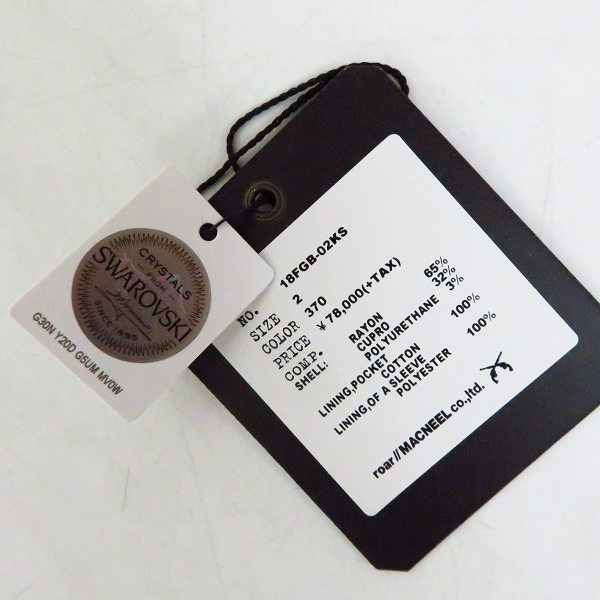 CRYSTALS
FROM
SWAROVSKI
SINCE 1895
G30N Y20D G5UM MV0W
NO. 18FGB-02KS
SIZE 2
COLOR 370
PRICE ¥ 78,000(+TAX)
COMP.
SHELL: RAYON 65%
CUPRO 32%
POLYURETHANE 3%
LINING,POCKET
COTTON 100%
LINING,OF A SLEEVE
POLYESTER 100%
roar//MACNEEL co.,ltd.